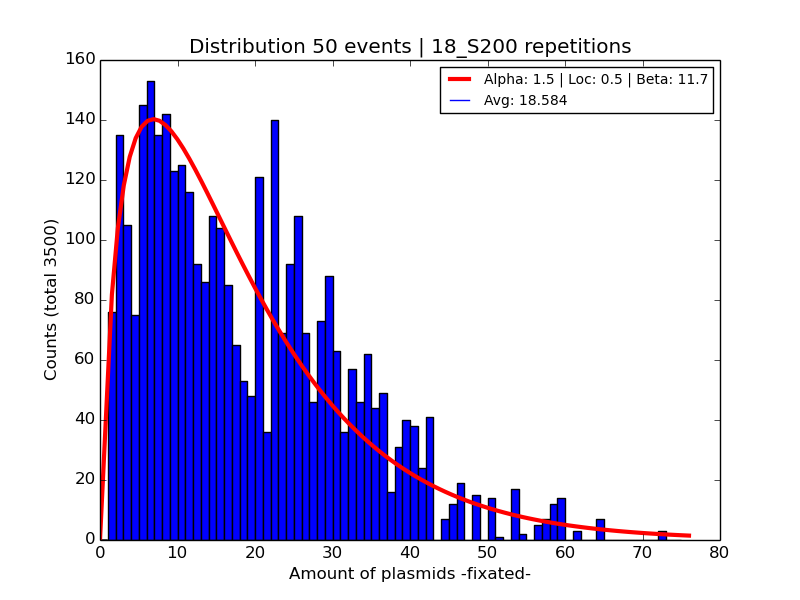 Distribution 50 events | 18_S200 repetitions
Alpha: 1.5 | Loc: 0.5 | Beta: 11.7
Avg: 18.584
Counts (total 3500)
160
140
120
100
80
60
40
20
0
0 10 20 30 40 50 60 70 80
Amount of plasmids -fixated-